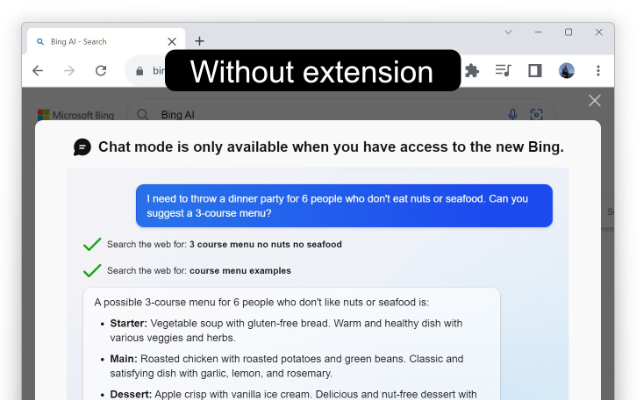 Bing AI - Search
Without extension
bin
Microsoft Bing
Bing AI
Chat mode is only available when you have access to the new Bing.
I need to throw a dinner party for 6 people who don't eat nuts or seafood. Can you
suggest a 3-course menu?
Search the web for: 3 course menu no nuts no seafood
Search the web for: course menu examples
A possible 3-course menu for 6 people who don't like nuts or seafood is:
• Starter: Vegetable soup with gluten-free bread. Warm and healthy dish with
various veggies and herbs.
• Main: Roasted chicken with roasted potatoes and green beans. Classic and
satisfying dish with garlic, lemon, and rosemary.
• Dessert: Apple crisp with vanilla ice cream. Delicious and nut-free dessert with